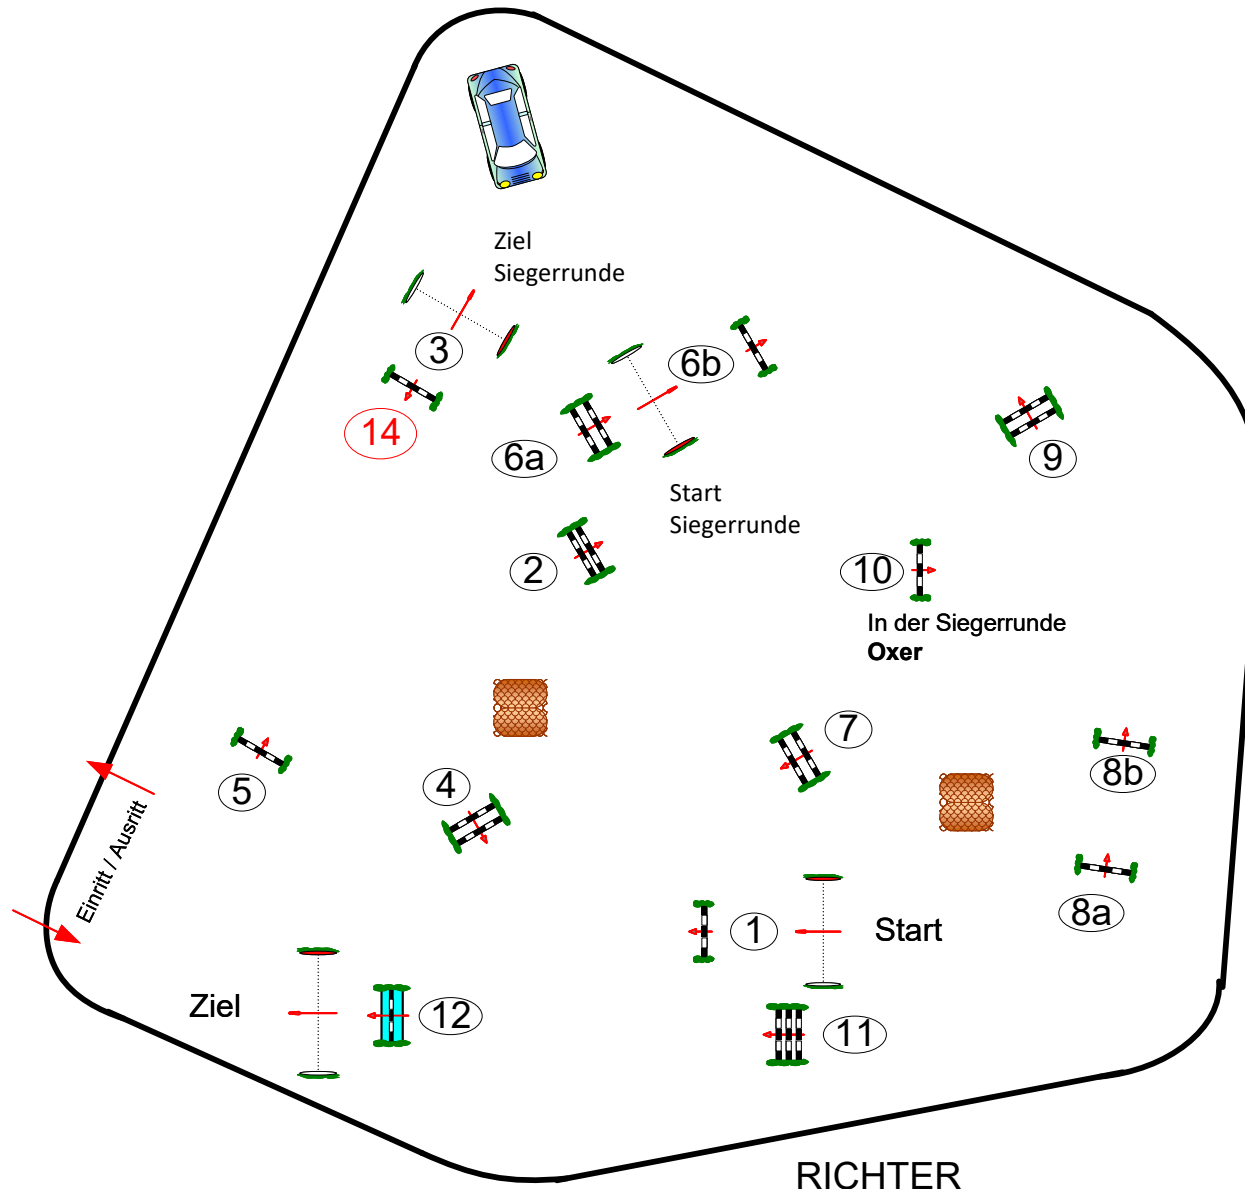 Ziel
Siegerrunde
3
6b
14
6a
9
Start
Siegerrunde
2
10
In der Siegerrunde
Oxer
7
5
4
8b
Einritt / Ausritt
8a
1
Start
Ziel
12
11
RICHTER